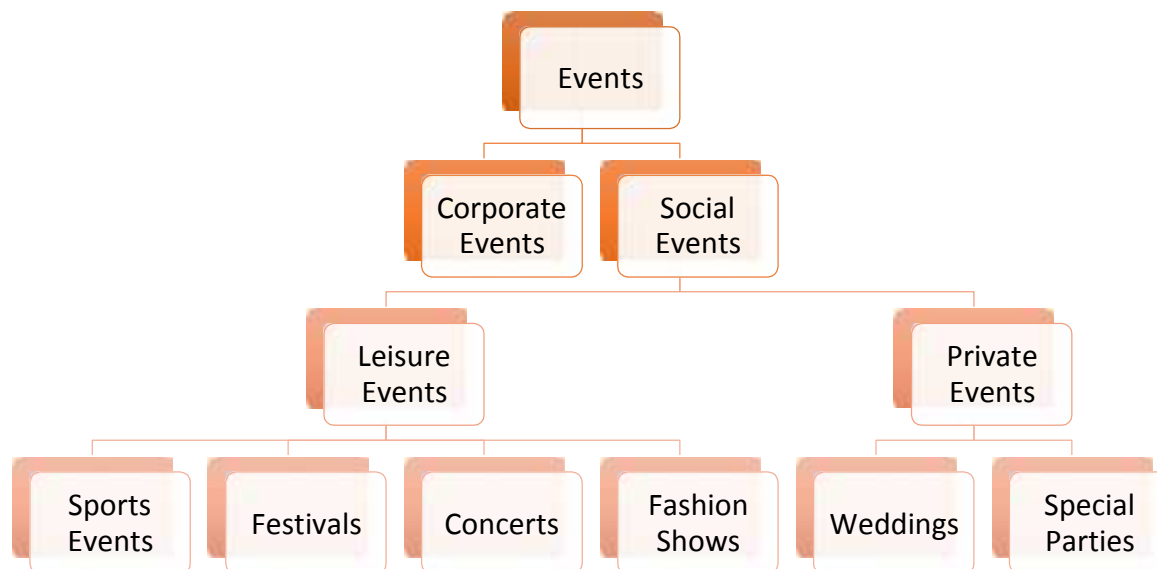 Events
Corporate
Events
Social
Events
Leisure
Events
Private
Events
Sports
Events
Festivals
Concerts
Fashion
Shows
Weddings
Special
Parties